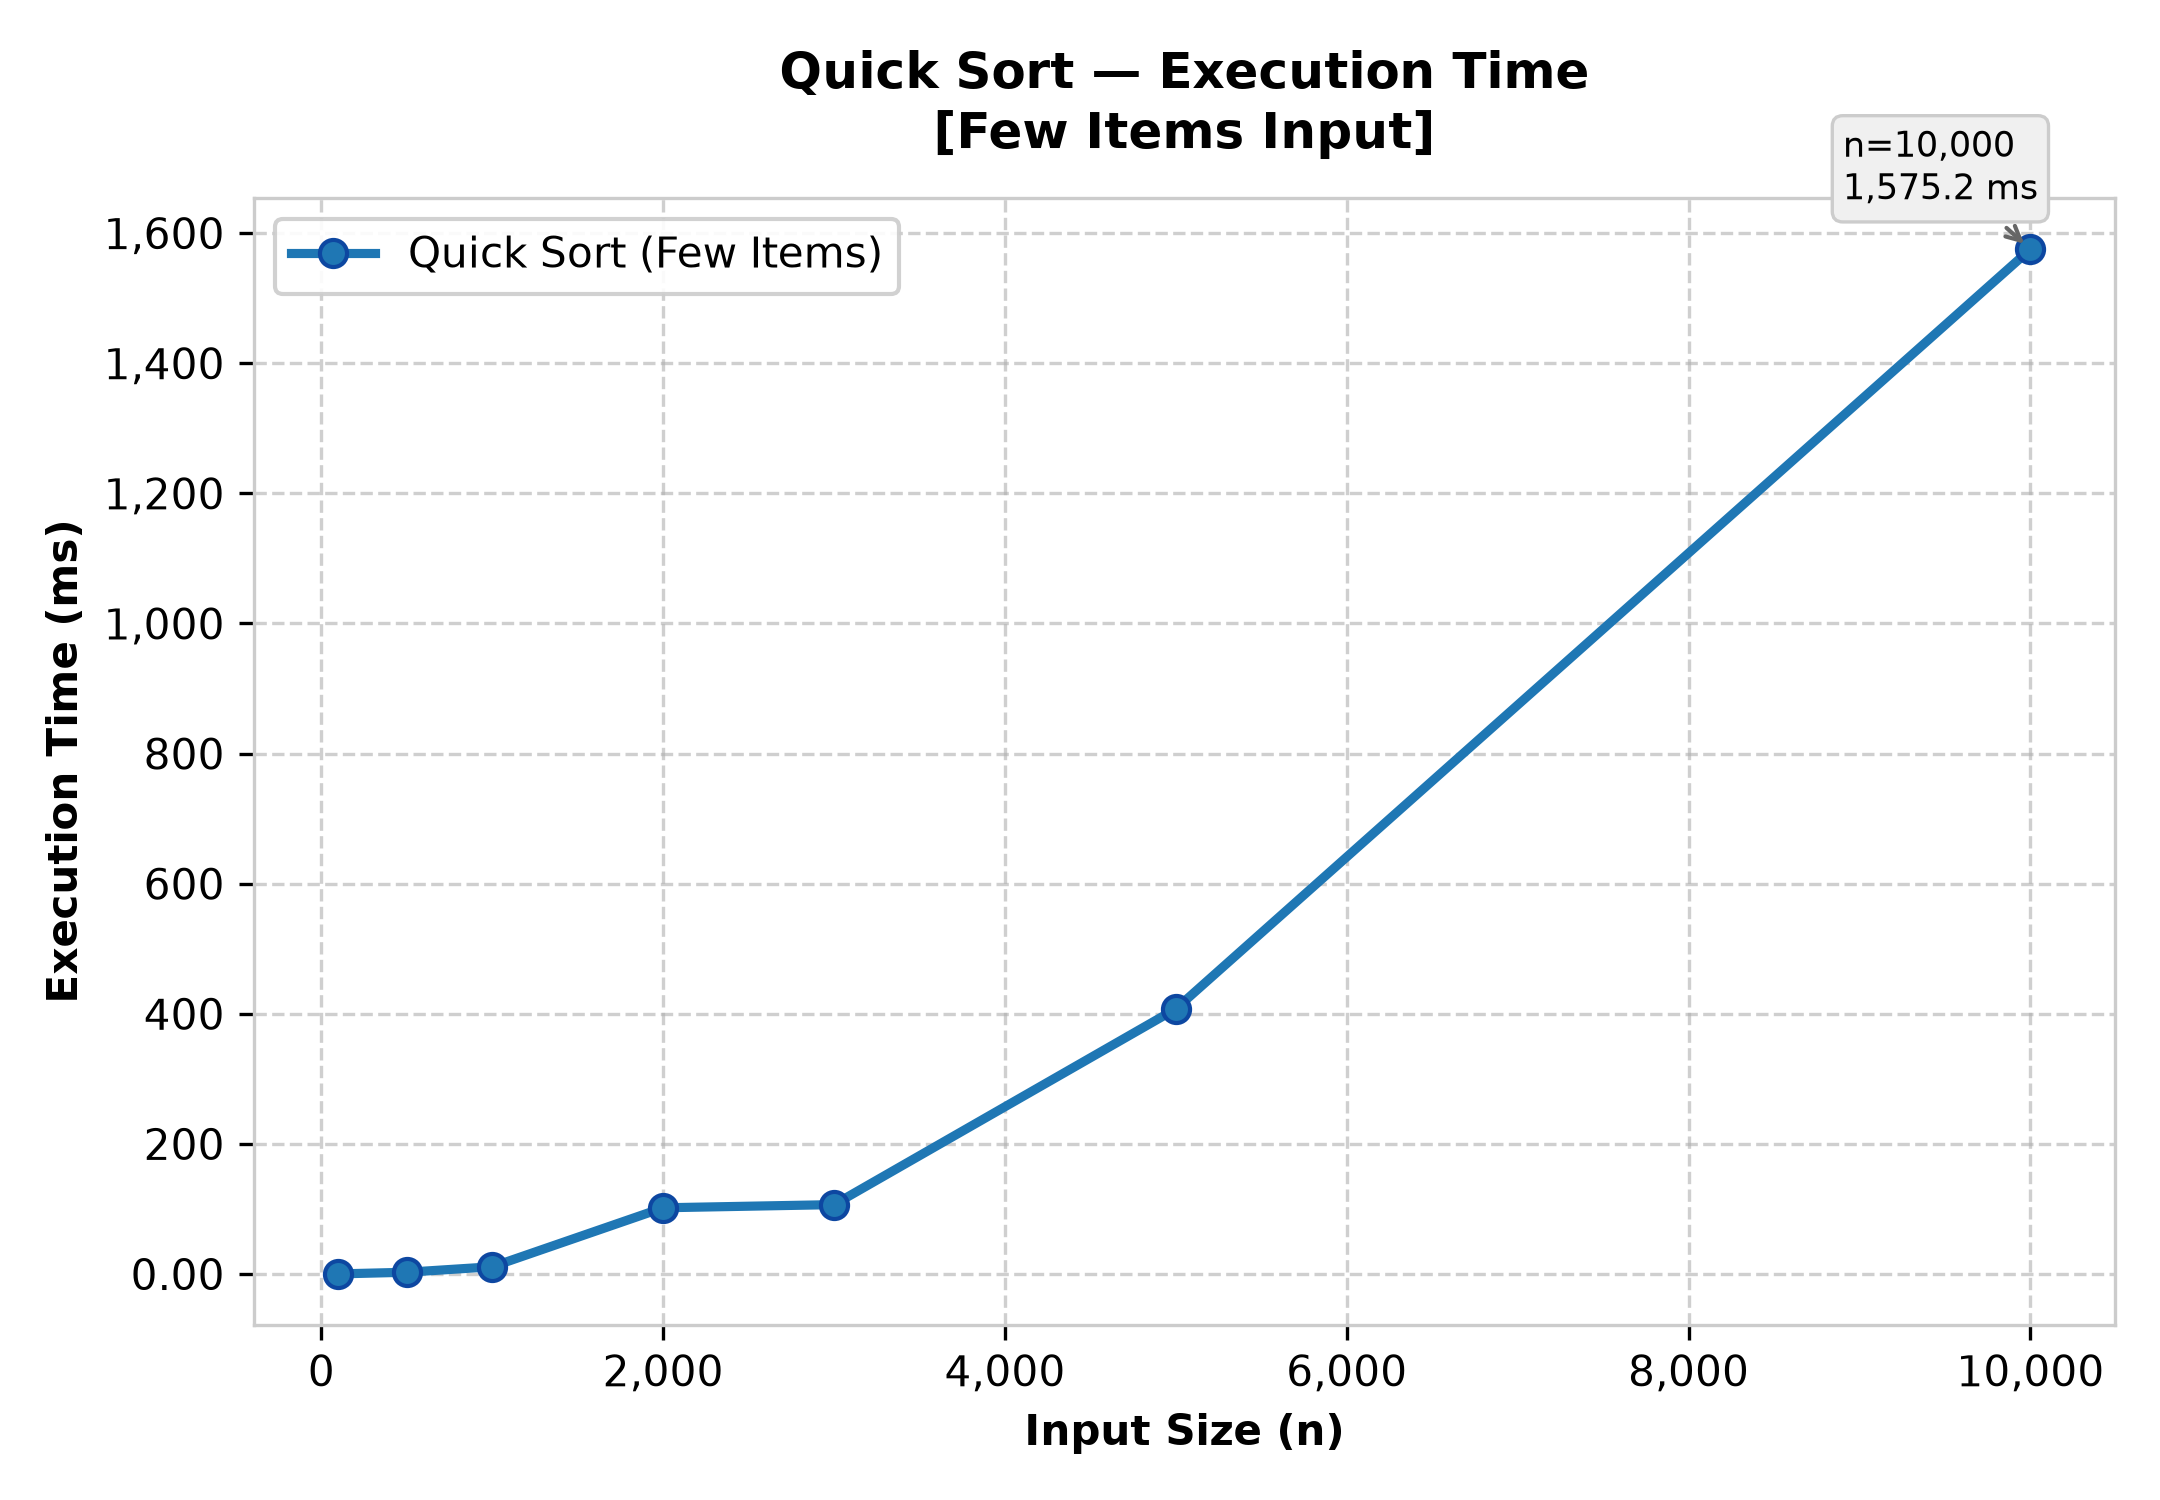 Quick Sort — Execution Time
[Few Items Input]
n=10,000
1,575.2 ms
Quick Sort (Few Items)
Execution Time (ms)
1,600
1,400
1,200
1,000
800
600
400
200
0.00
0
2,000
4,000
6,000
8,000
10,000
Input Size (n)